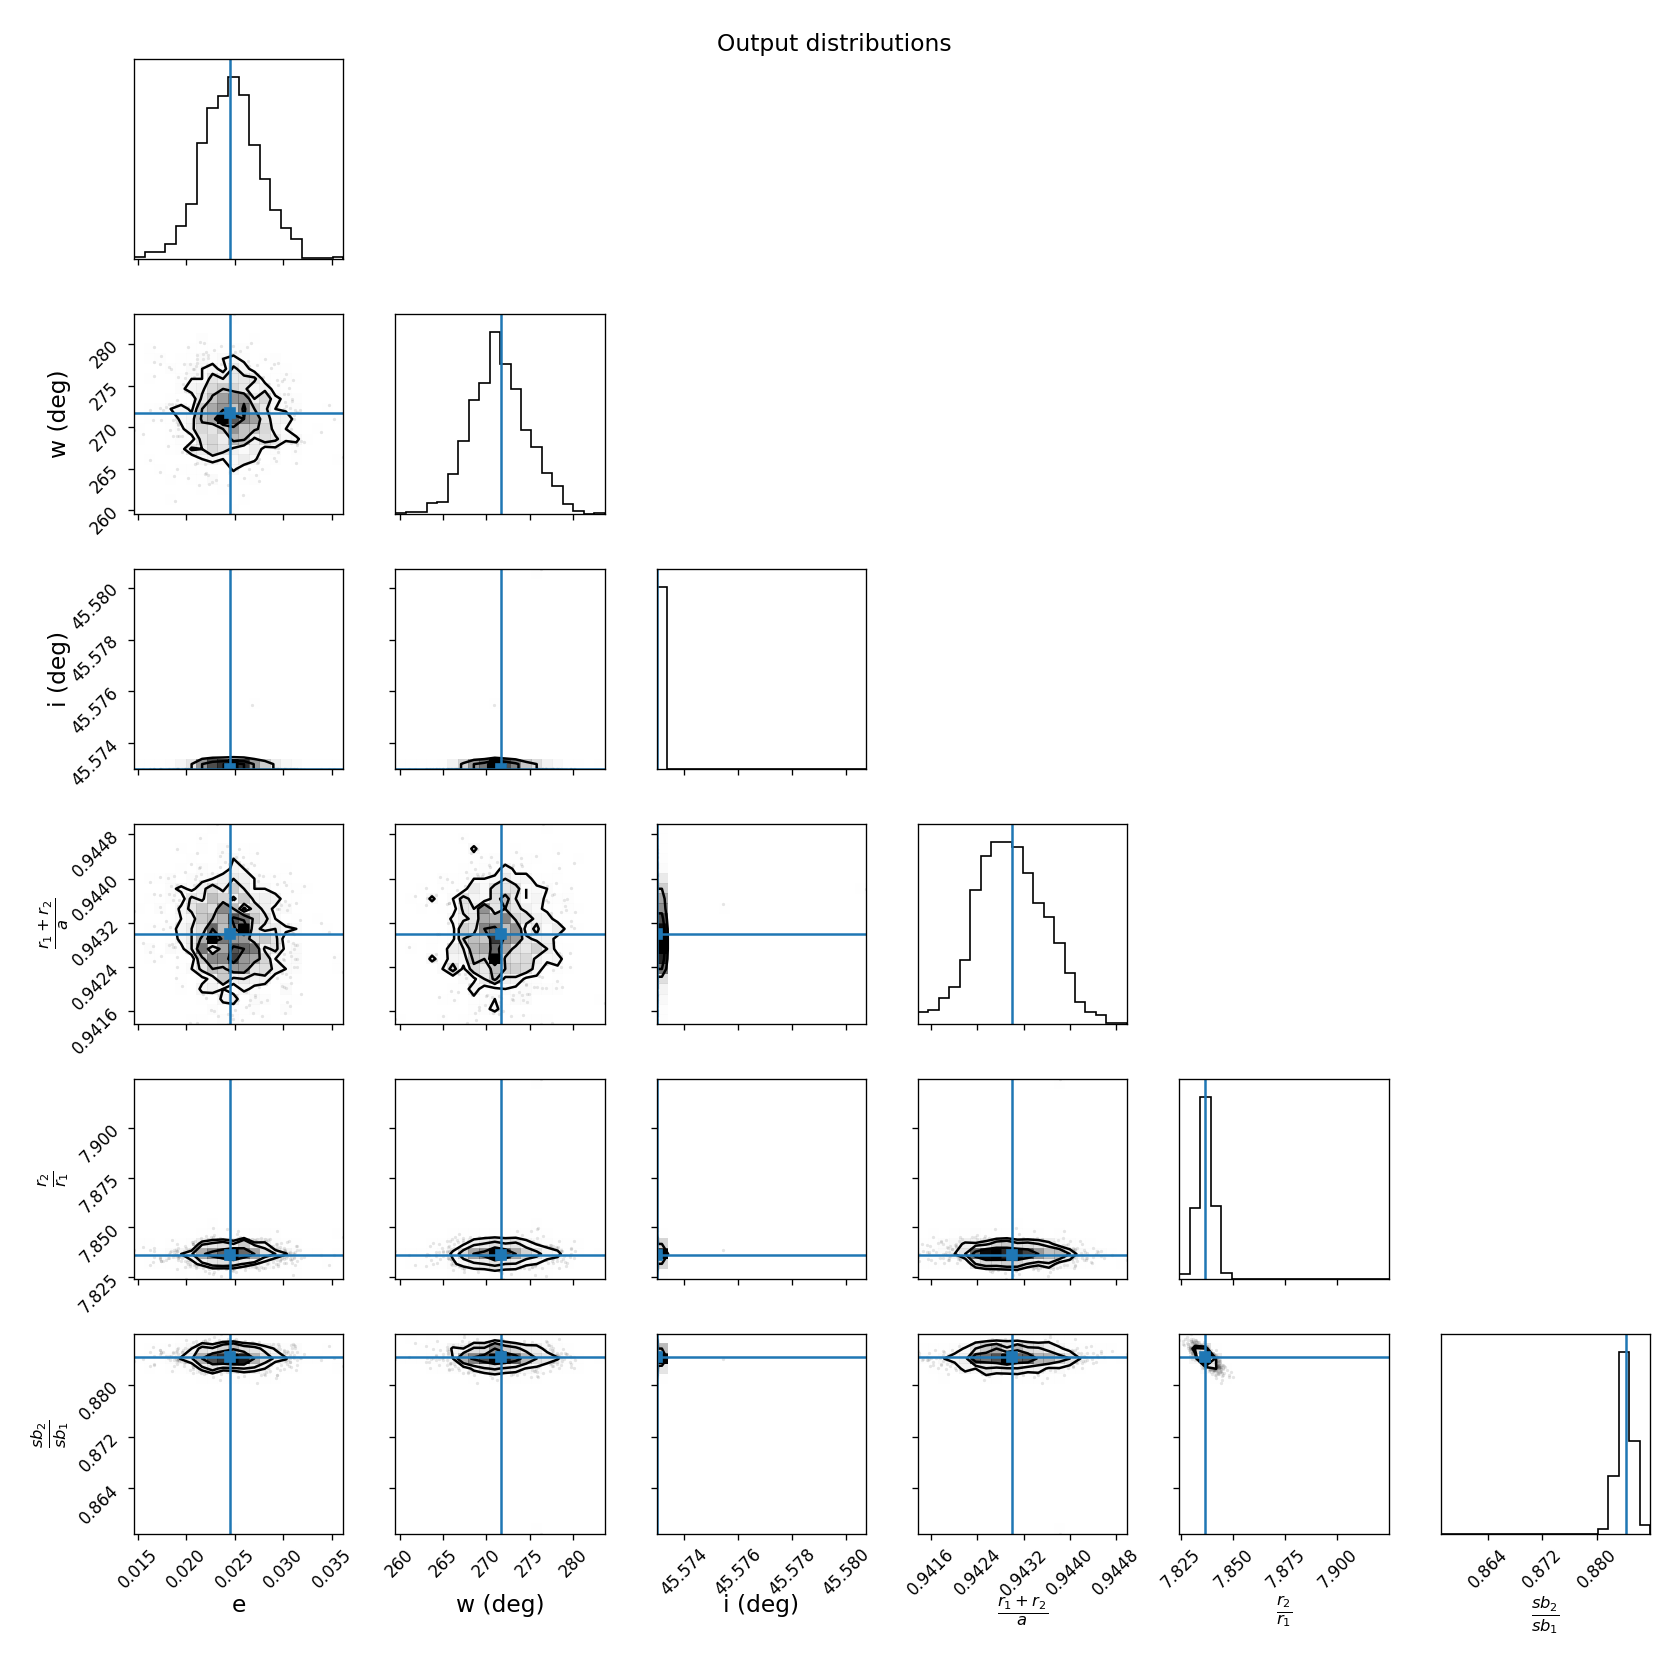 Output distributions
w (deg)
280
275
270
265
260
i (deg)
45.580
45.578
45.576
45.574
r₁ + r₂
a
0.9448
0.9440
0.9432
0.9424
0.9416
r₂
r₁
7.900
7.875
7.850
7.825
sb₂
sb₁
0.880
0.872
0.864
0.015 0.020 0.025 0.030 0.035 260 265 270 275 280 45.574 45.576 45.578 45.580 0.9416 0.9424 0.9432 0.9440 0.9448 7.825 7.850 7.875 7.900 0.864 0.872 0.880
e w (deg) i (deg)
r₁ + r₂
a
r₂
r₁
sb₂
sb₁